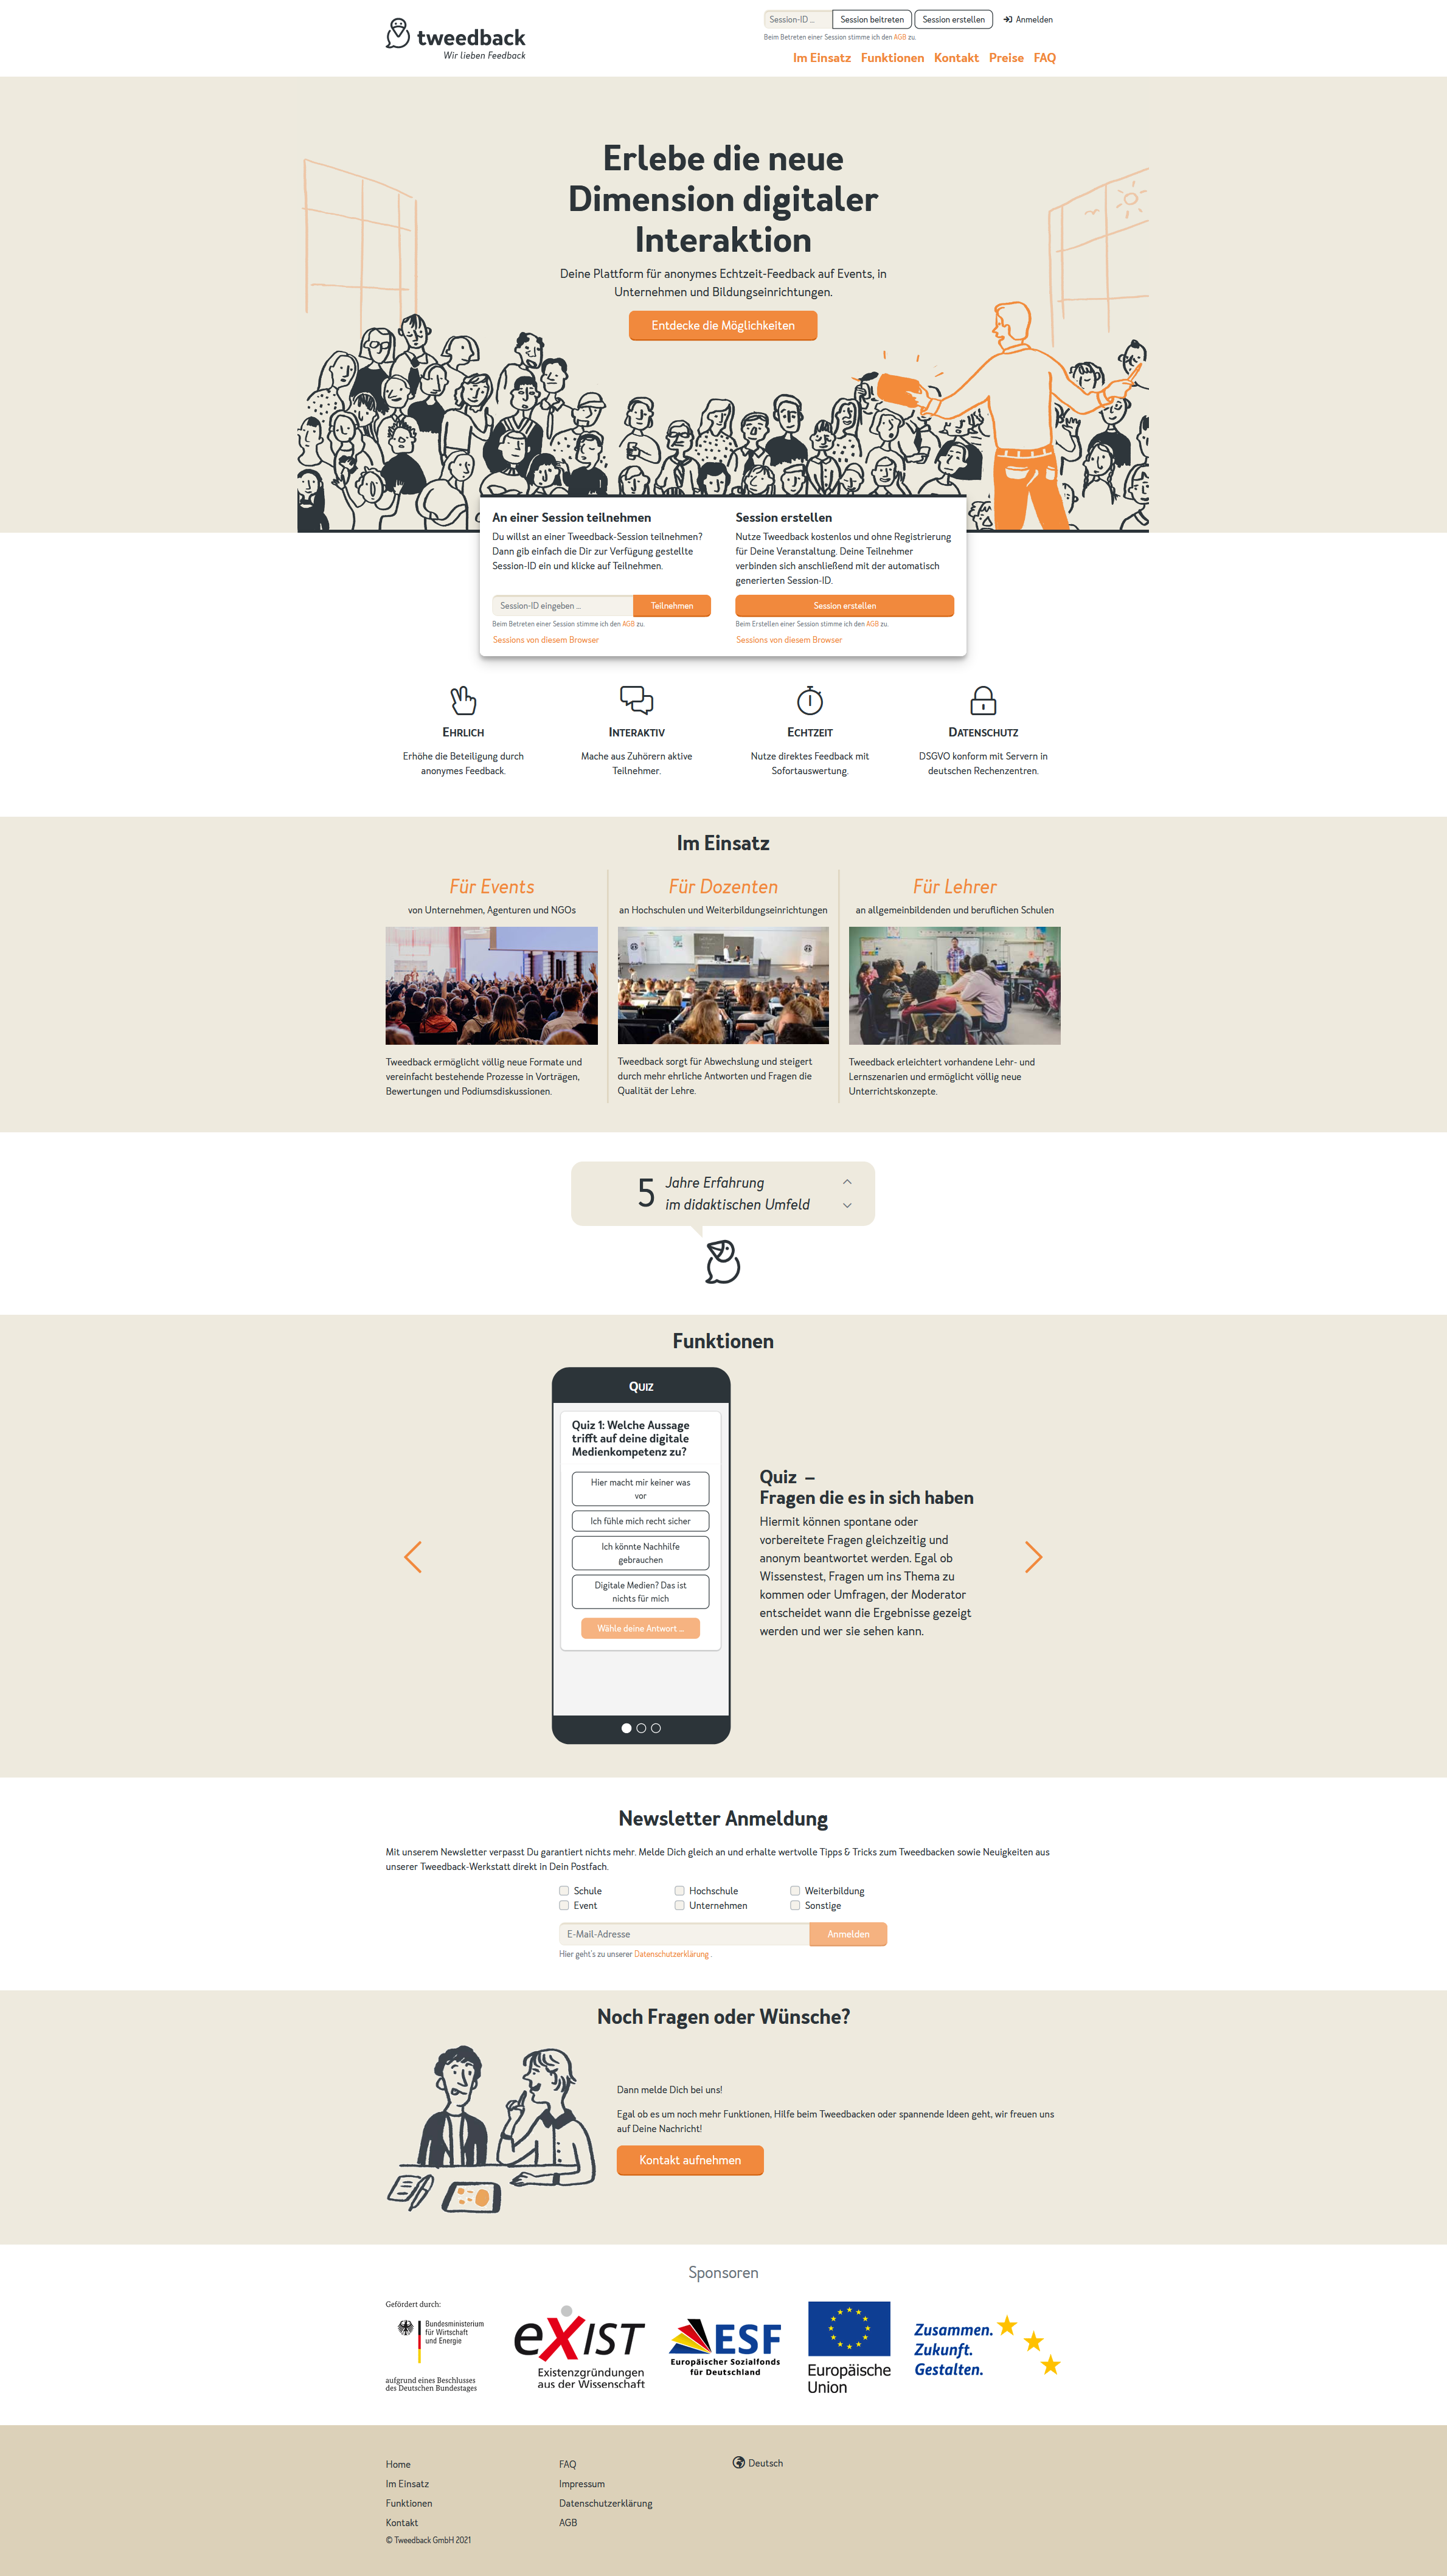 tweedback
Wir lieben Feedback
Session-ID ...
Session beitreten
Session erstellen
Anmelden
Beim Betreten einer Session stimme ich den AGB zu.
Im Einsatz
Funktionen
Kontakt
Preise
FAQ
Erlebe die neue
Dimension digitaler
Interaktion
Deine Plattform für anonymes Echtzeit-Feedback auf Events, in
Unternehmen und Bildungseinrichtungen.
Entdecke die Möglichkeiten
An einer Session teilnehmen
Du willst an einer Tweedback-Session teilnehmen?
Dann gib einfach die Dir zur Verfügung gestellte
Session-ID ein und klicke auf Teilnehmen.
Session-ID eingeben ...
Teilnehmen
Beim Betreten einer Session stimme ich den AGB zu.
Sessions von diesem Browser
Session erstellen
Nutze Tweedback kostenlos und ohne Registrierung
für Deine Veranstaltung. Deine Teilnehmer
verbinden sich anschließend mit der automatisch
generierten Session-ID.
Session erstellen
Beim Erstellen einer Session stimme ich den AGB zu.
Sessions von diesem Browser
Ehrlich
Erhöhe die Beteiligung durch
anonymes Feedback.
Interaktiv
Mache aus Zuhörern aktive
Teilnehmer.
Echtzeit
Nutze direktes Feedback mit
Sofortauswertung.
Datenschutz
DSGVO konform mit Servern in
deutschen Rechenzentren.
Im Einsatz
Für Events
von Unternehmen, Agenturen und NGOs
Tweedback ermöglicht völlig neue Formate und
vereinfacht bestehende Prozesse in Vorträgen,
Bewertungen und Podiumsdiskussionen.
Für Dozenten
an Hochschulen und Weiterbildungseinrichtungen
Tweedback sorgt für Abwechslung und steigert
durch mehr ehrliche Antworten und Fragen die
Qualität der Lehre.
Für Lehrer
an allgemeinbildenden und beruflichen Schulen
Tweedback erleichtert vorhandene Lehr- und
Lernszenarien und ermöglicht völlig neue
Unterrichtskonzepte.
5 Jahre Erfahrung
im didaktischen Umfeld
Funktionen
Quiz
Quiz 1: Welche Aussage
trifft auf deine digitale
Medienkompetenz zu?
Hier macht mir keiner was
vor
Ich fühle mich recht sicher
Ich könnte Nachhilfe
gebrauchen
Digitale Medien? Das ist
nichts für mich
Wähle deine Antwort ...
Quiz –
Fragen die es in sich haben
Hiermit können spontane oder
vorbereitete Fragen gleichzeitig und
anonym beantwortet werden. Egal ob
Wissenstest, Fragen um ins Thema zu
kommen oder Umfragen, der Moderator
entscheidet wann die Ergebnisse gezeigt
werden und wer sie sehen kann.
Newsletter Anmeldung
Mit unserem Newsletter verpasst Du garantiert nichts mehr. Melde Dich gleich an und erhalte wertvolle Tipps & Tricks zum Tweedbacken sowie Neuigkeiten aus
unserer Tweedback-Werkstatt direkt in Dein Postfach.
Schule
Hochschule
Weiterbildung
Event
Unternehmen
Sonstige
E-Mail-Adresse
Anmelden
Hier geht's zu unserer Datenschutzerklärung .
Noch Fragen oder Wünsche?
Dann melde Dich bei uns!
Egal ob es um noch mehr Funktionen, Hilfe beim Tweedbacken oder spannende Ideen geht, wir freuen uns
auf Deine Nachricht!
Kontakt aufnehmen
Sponsoren
Gefördert durch:
Bundesministerium
für Wirtschaft
und Energie
aufgrund eines Beschlusses
des Deutschen Bundestages
eXIST
Existenzgründungen
aus der Wissenschaft
ESF
Europäischer Sozialfonds
für Deutschland
Europäische
Union
Zusammen.
Zukunft.
Gestalten.
Home
Im Einsatz
Funktionen
Kontakt
© Tweedback GmbH 2021
FAQ
Impressum
Datenschutzerklärung
AGB
Deutsch